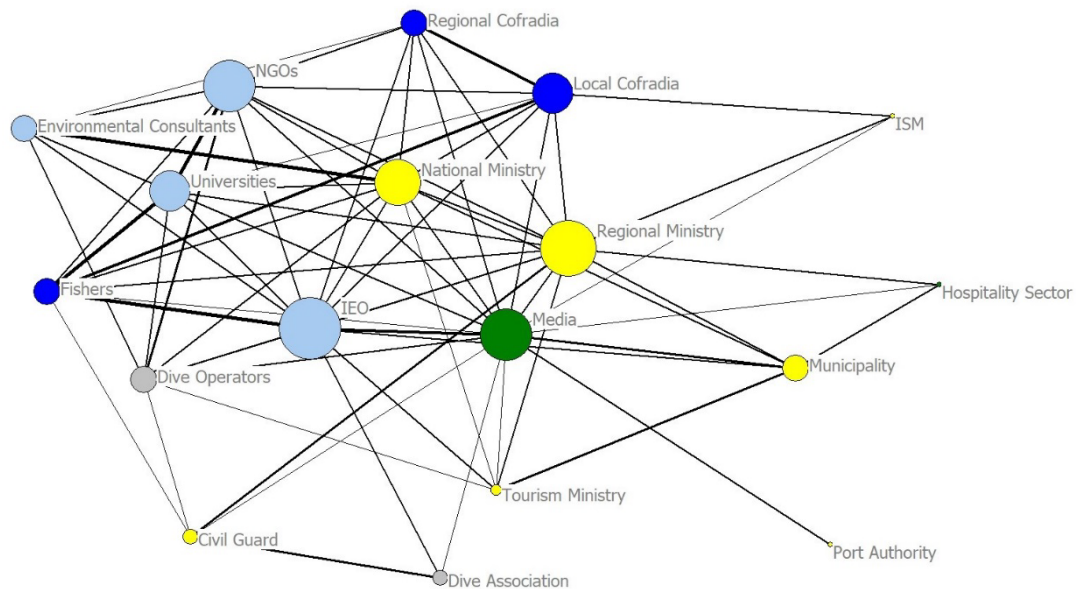 Regional Cofradia
NGOs
Local Cofradia
Environmental Consultants
ISM
National Ministry
Universities
Regional Ministry
Fishers
Hospitality Sector
IEO
Media
Dive Operators
Municipality
Tourism Ministry
Civil Guard
Port Authority
Dive Association